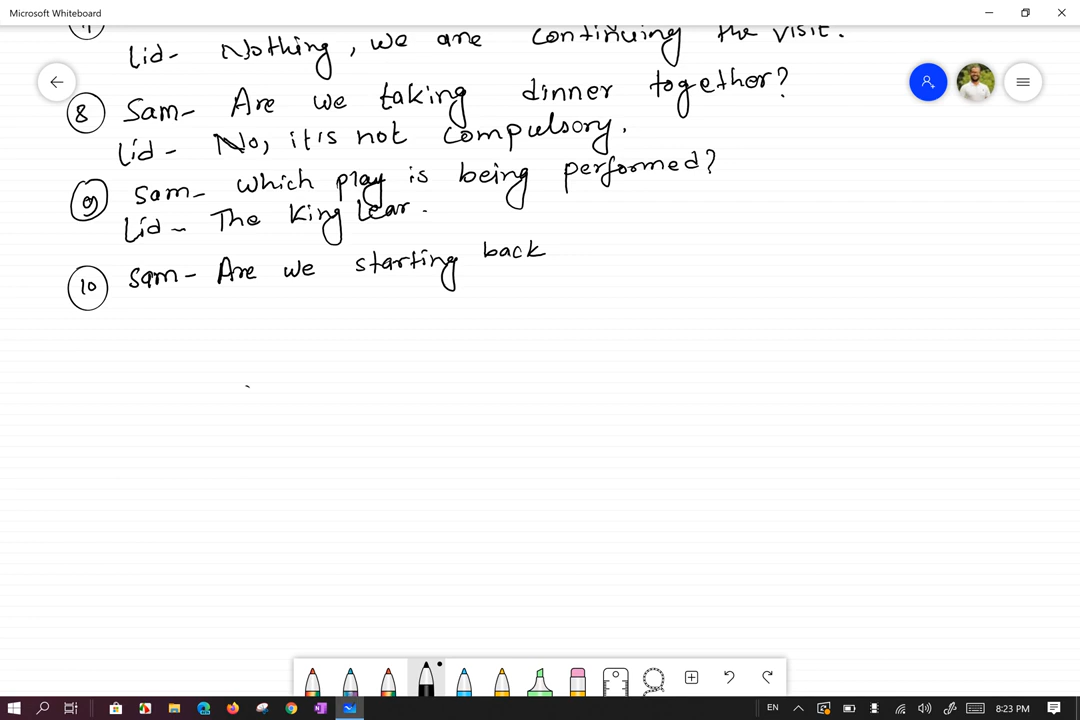 Microsoft Whiteboard
Lid- Nothing, we are continuing the visit.
8 Sam- Are we taking dinner together?
Lid- No, it's not compulsory.
9 Sam- which play is being performed?
Lid- The King Lear.
10 Sam- Are we starting back
EN 8:23 PM